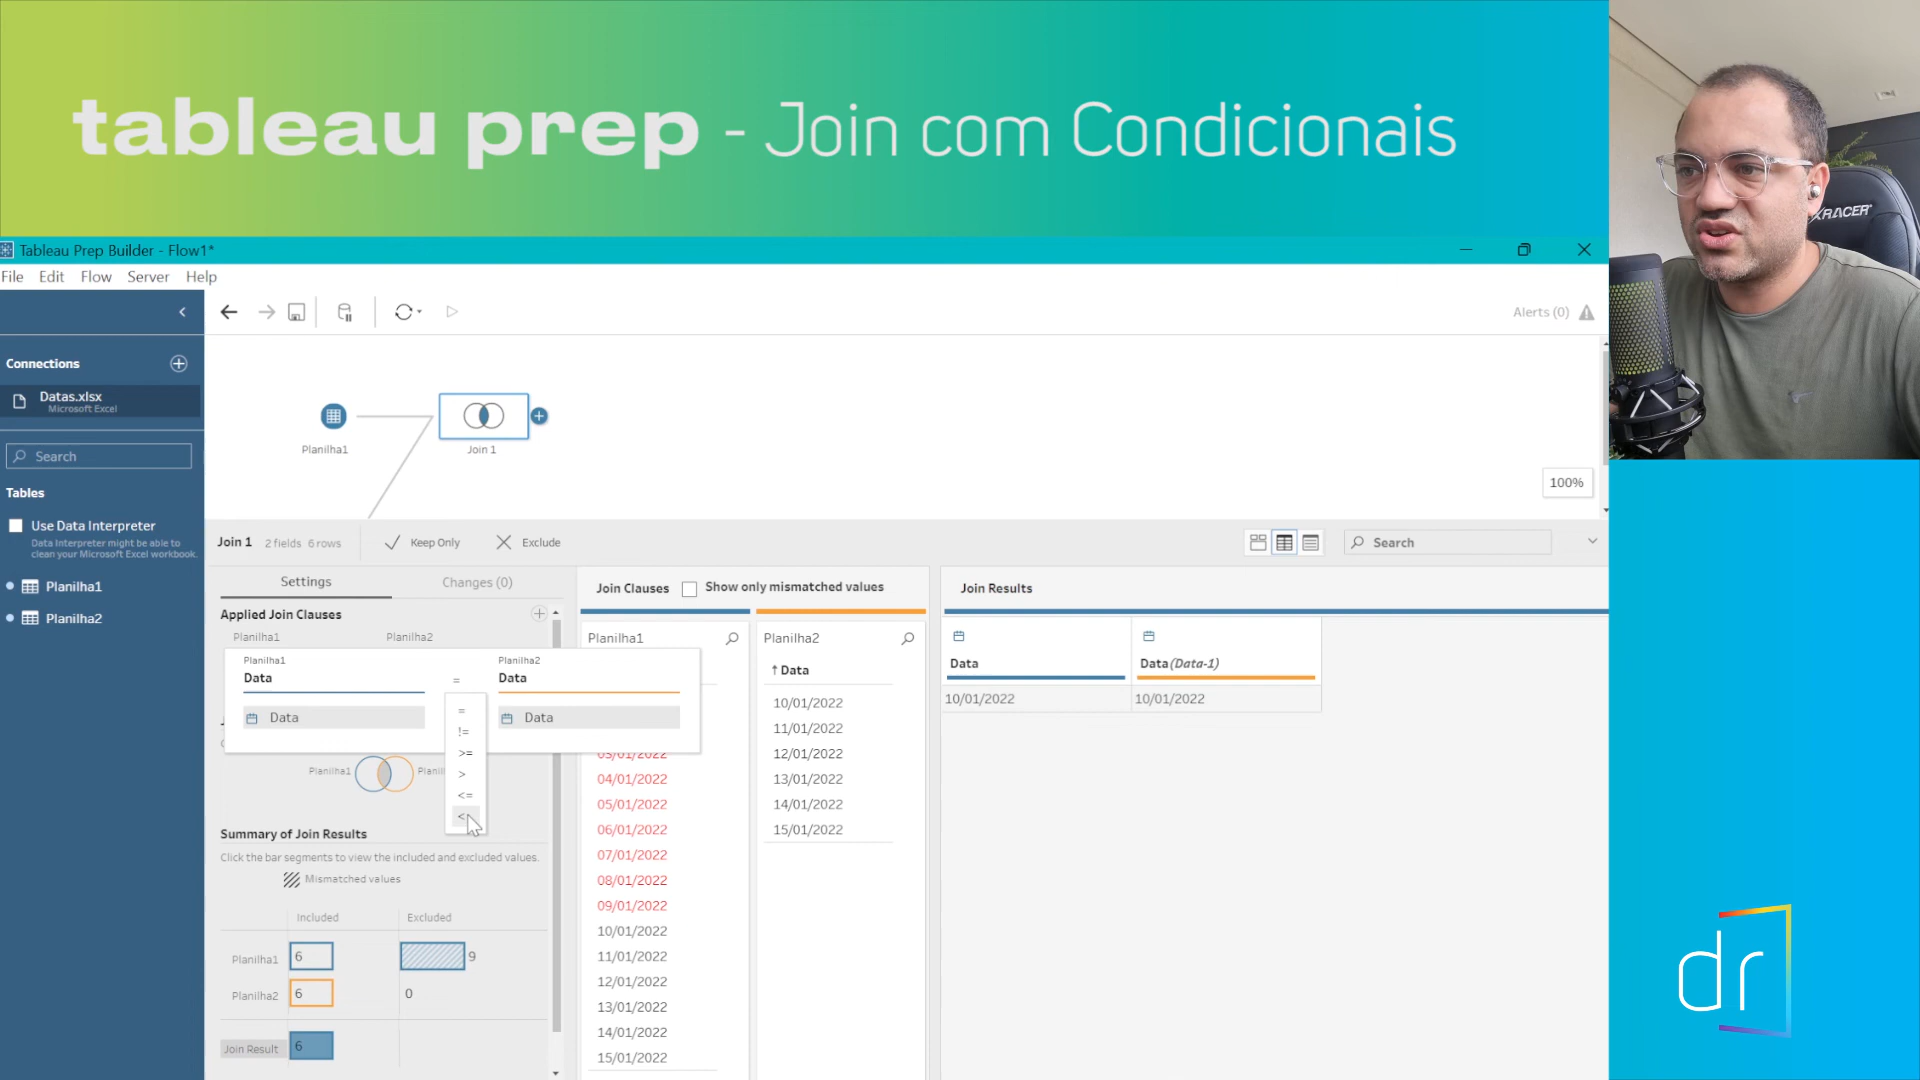 tableau prep - Join com Condicionais
XRACER
Tableau Prep Builder - Flow1*
File Edit Flow Server Help
Alerts (0)
Connections
Datas.xlsx
Microsoft Excel
Search
Tables
Use Data Interpreter
Data Interpreter might be able to
clean your Microsoft Excel workbook.
Planilha1
Planilha2
Planilha1
Join 1
100%
Join 1 2 fields 6 rows Keep Only Exclude
Search
Settings Changes (0)
Applied Join Clauses
Planilha1 Planilha2
Planilha1 Planilha2
Data = Data
Data Data
=
!=
>=
>
<=
<
Planilha1
Summary of Join Results
Click the bar segments to view the included and excluded values.
Mismatched values
Included Excluded
Planilha1 6 9
Planilha2 6 0
Join Result 6
Join Clauses Show only mismatched values
Planilha1
03/01/2022
04/01/2022
05/01/2022
06/01/2022
07/01/2022
08/01/2022
09/01/2022
10/01/2022
11/01/2022
12/01/2022
13/01/2022
14/01/2022
15/01/2022
Planilha2
Data
10/01/2022
11/01/2022
12/01/2022
13/01/2022
14/01/2022
15/01/2022
Join Results
Data Data(Data-1)
10/01/2022 10/01/2022
dr